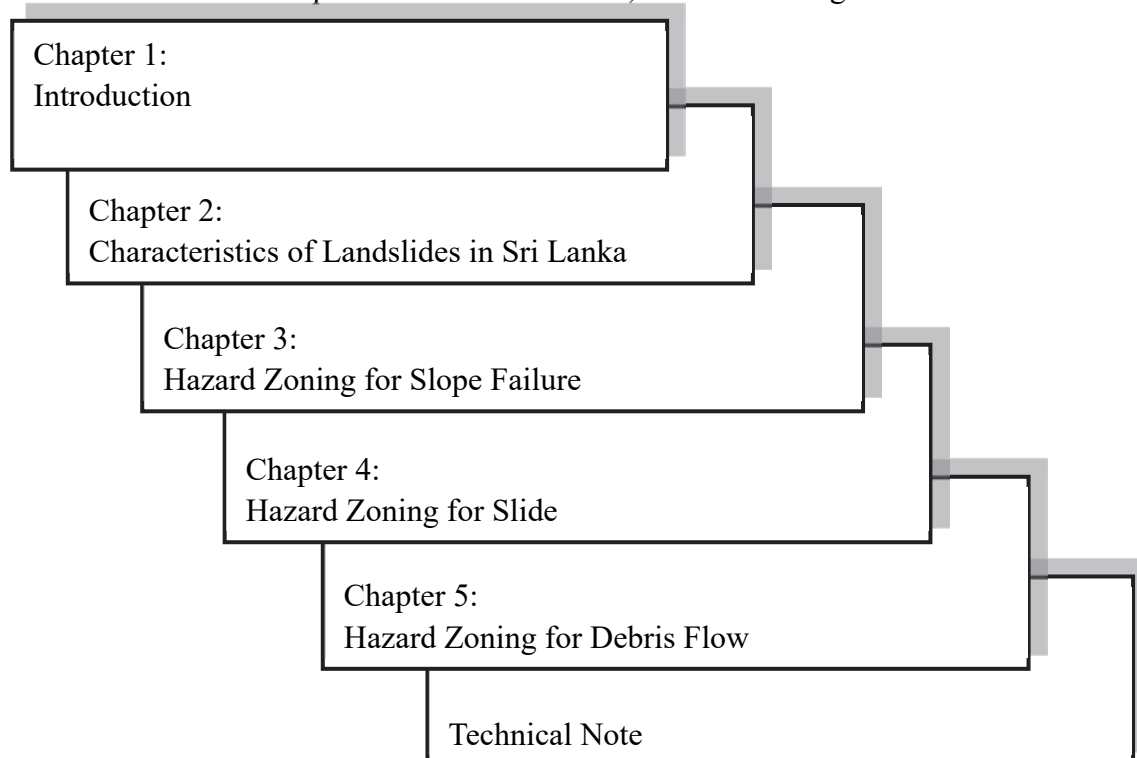 Chapter 1:
Introduction
Chapter 2:
Characteristics of Landslides in Sri Lanka
Chapter 3:
Hazard Zoning for Slope Failure
Chapter 4:
Hazard Zoning for Slide
Chapter 5:
Hazard Zoning for Debris Flow
Technical Note